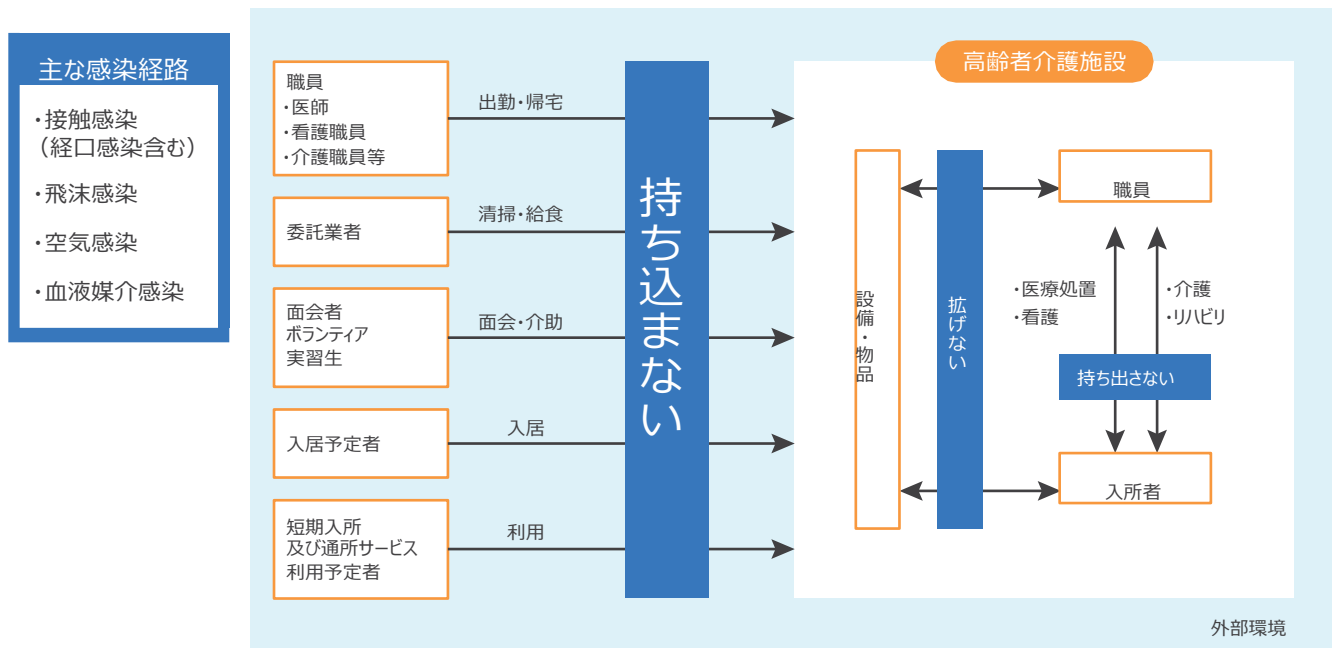 主な感染経路
・接触感染
（経口感染含む）
・飛沫感染
・空気感染
・血液媒介感染
職員
・医師
・看護職員
・介護職員等
出勤・帰宅
委託業者
清掃・給食
面会者
ボランティア
実習生
面会・介助
入居予定者
入居
短期入所
及び通所サービス
利用予定者
利用
持ち込まない
高齢者介護施設
設備・物品
拡げない
職員
・医療処置
・看護
・介護
・リハビリ
持ち出さない
入所者
外部環境